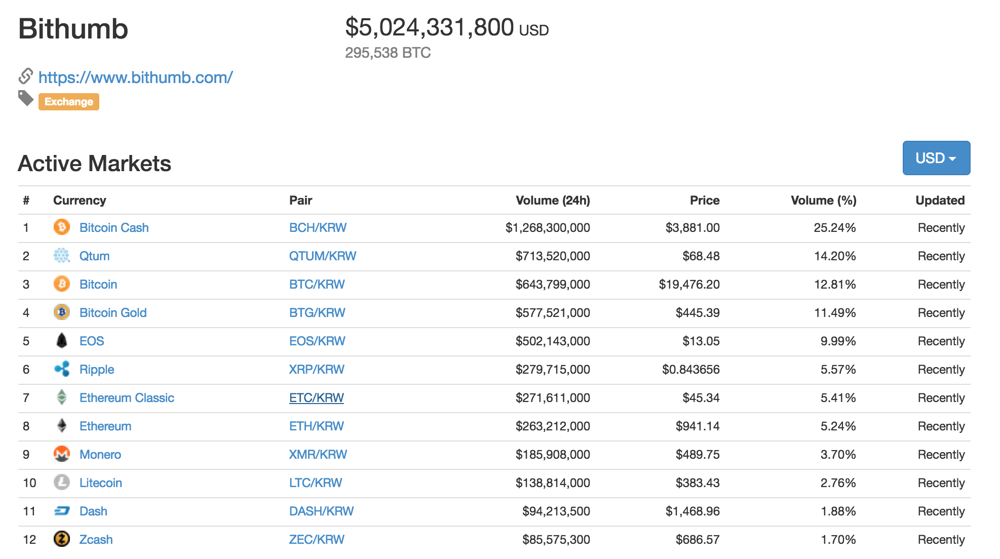 Bithumb
$5,024,331,800 USD
295,538 BTC
https://www.bithumb.com/
Exchange
Active Markets
USD
# Currency Pair Volume (24h) Price Volume (%) Updated
1 Bitcoin Cash BCH/KRW $1,268,300,000 $3,881.00 25.24% Recently
2 Qtum QTUM/KRW $713,520,000 $68.48 14.20% Recently
3 Bitcoin BTC/KRW $643,799,000 $19,476.20 12.81% Recently
4 Bitcoin Gold BTG/KRW $577,521,000 $445.39 11.49% Recently
5 EOS EOS/KRW $502,143,000 $13.05 9.99% Recently
6 Ripple XRP/KRW $279,715,000 $0.843656 5.57% Recently
7 Ethereum Classic ETC/KRW $271,611,000 $45.34 5.41% Recently
8 Ethereum ETH/KRW $263,212,000 $941.14 5.24% Recently
9 Monero XMR/KRW $185,908,000 $489.75 3.70% Recently
10 Litecoin LTC/KRW $138,814,000 $383.43 2.76% Recently
11 Dash DASH/KRW $94,213,500 $1,468.96 1.88% Recently
12 Zcash ZEC/KRW $85,575,300 $686.57 1.70% Recently